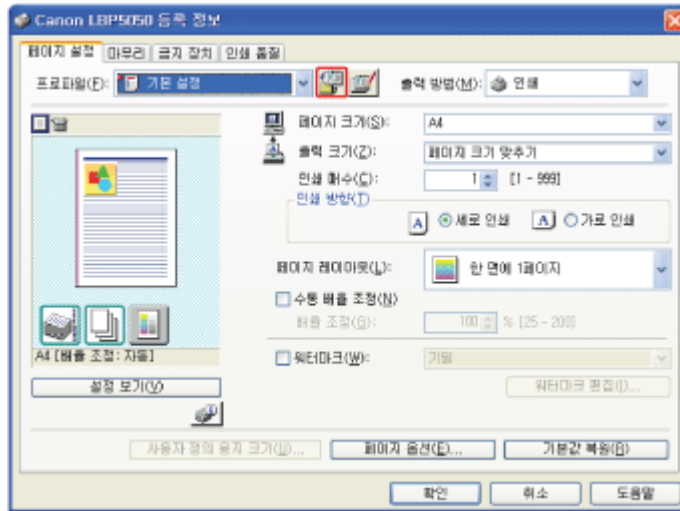 Canon LBP5050 등록 정보
페이지 설정 마무리 급지 장치 인쇄 품질
프로파일(F): 기본 설정 출력 방법(M): 인쇄
페이지 크기(S): A4
출력 크기(Z): 페이지 크기 맞추기
인쇄 매수(C): 1 [1 - 999]
인쇄 방향(T)
A 세로 인쇄 A 가로 인쇄
페이지 레이아웃(L): 한 면에 1페이지
수동 배율 조정(N)
배율 조정(G): 100 % [25 - 200]
A4 [배율 조정: 자동]
워터마크(W): 기밀
설정 보기(V)
워터마크 편집(I)...
사용자 정의 용지 크기(U)... 페이지 옵션(E)... 기본값 복원(R)
확인 취소 도움말